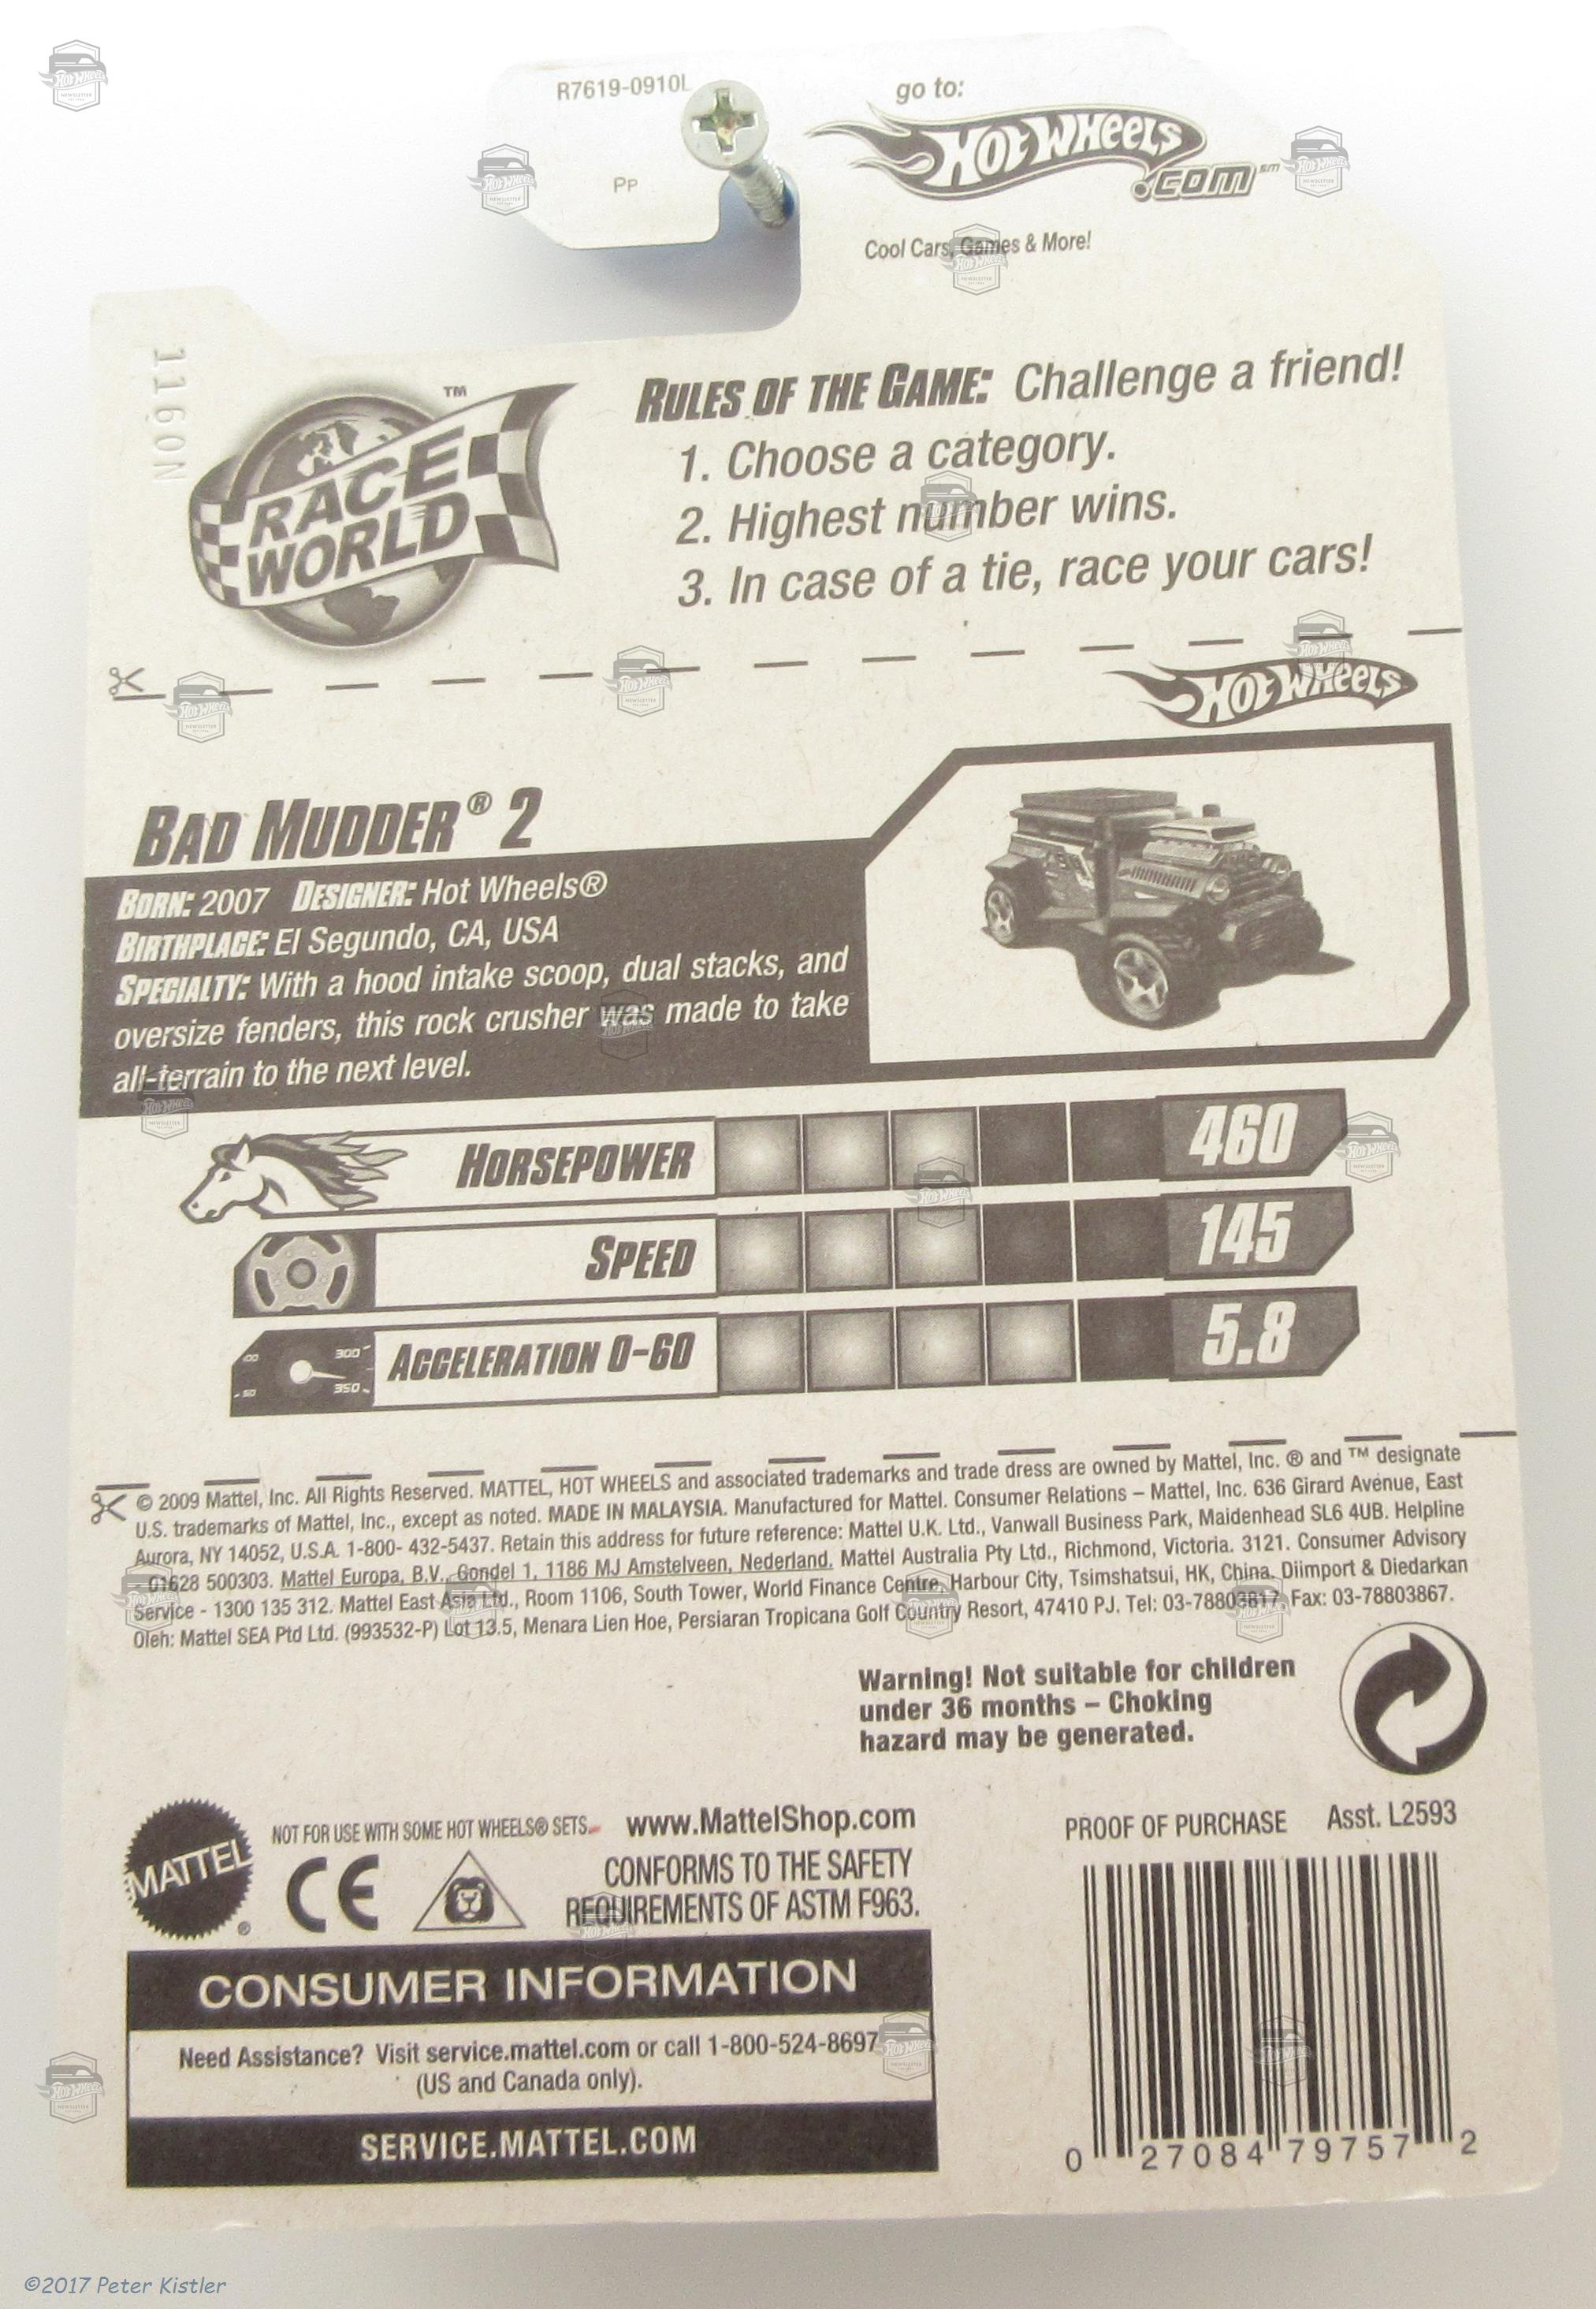 R7619-0910L
Pp
go to:
HOT WHEELS
.COM℠
Cool Cars, Games & More!
1160N
RACE
WORLD™
RULES OF THE GAME: Challenge a friend!
1. Choose a category.
2. Highest number wins.
3. In case of a tie, race your cars!
HOT WHEELS
BAD MUDDER® 2
BORN: 2007 DESIGNER: Hot Wheels®
BIRTHPLACE: El Segundo, CA, USA
SPECIALTY: With a hood intake scoop, dual stacks, and
oversize fenders, this rock crusher was made to take
all-terrain to the next level.
HORSEPOWER 460
SPEED 145
300
350
ACCELERATION 0-60 5.8
© 2009 Mattel, Inc. All Rights Reserved. MATTEL, HOT WHEELS and associated trademarks and trade dress are owned by Mattel, Inc. ® and ™ designate
U.S. trademarks of Mattel, Inc., except as noted. MADE IN MALAYSIA. Manufactured for Mattel. Consumer Relations – Mattel, Inc. 636 Girard Avenue, East
Aurora, NY 14052, U.S.A. 1-800- 432-5437. Retain this address for future reference: Mattel U.K. Ltd., Vanwall Business Park, Maidenhead SL6 4UB. Helpline
01628 500303. Mattel Europa, B.V., Gondel 1, 1186 MJ Amstelveen, Nederland. Mattel Australia Pty Ltd., Richmond, Victoria. 3121. Consumer Advisory
Service - 1300 135 312. Mattel East Asia Ltd., Room 1106, South Tower, World Finance Centre, Harbour City, Tsimshatsui, HK, China. Diimport & Diedarkan
Oleh: Mattel SEA Ptd Ltd. (993532-P) Lot 13.5, Menara Lien Hoe, Persiaran Tropicana Golf Country Resort, 47410 PJ. Tel: 03-78803817, Fax: 03-78803867.
Warning! Not suitable for children
under 36 months – Choking
hazard may be generated.
MATTEL®
NOT FOR USE WITH SOME HOT WHEELS® SETS.
CE
www.MattelShop.com
CONFORMS TO THE SAFETY
REQUIREMENTS OF ASTM F963.
PROOF OF PURCHASE Asst. L2593
CONSUMER INFORMATION
Need Assistance? Visit service.mattel.com or call 1-800-524-8697
(US and Canada only).
SERVICE.MATTEL.COM
0 27084 79757 2
©2017 Peter Kistler